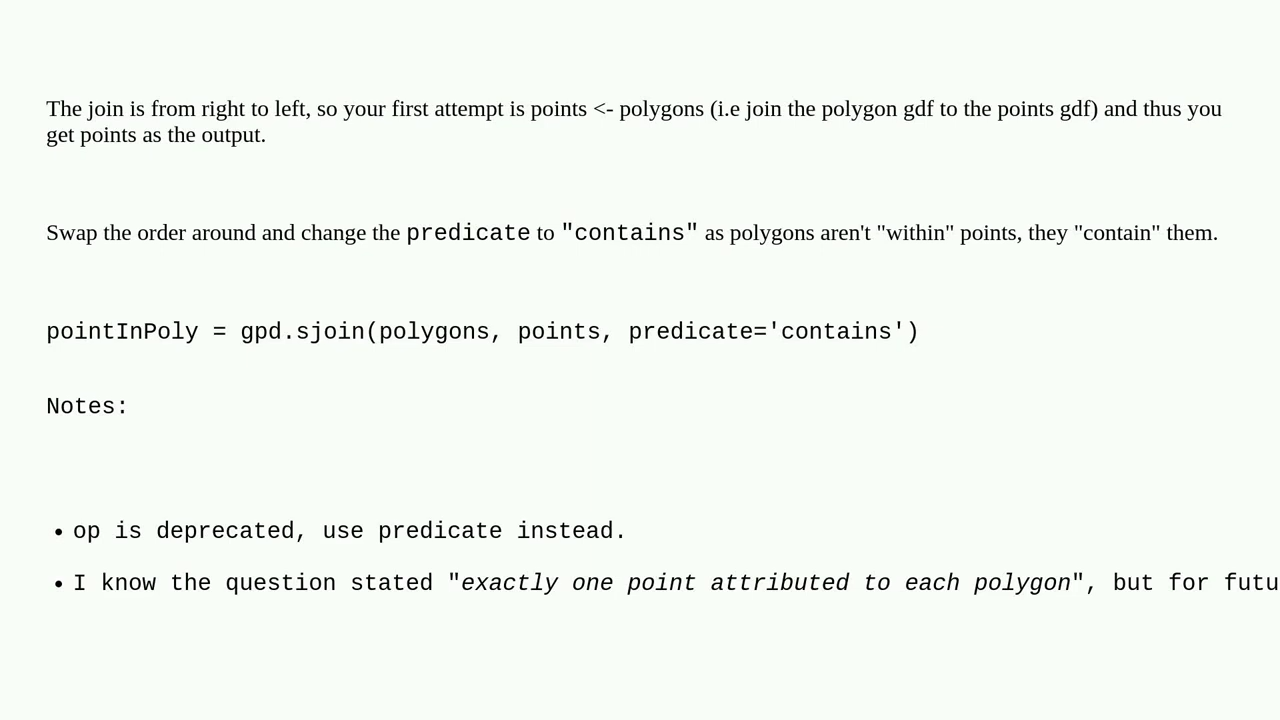 The join is from right to left, so your first attempt is points <- polygons (i.e join the polygon gdf to the points gdf) and thus you
get points as the output.
Swap the order around and change the predicate to "contains" as polygons aren't "within" points, they "contain" them.
pointInPoly = gpd.sjoin(polygons, points, predicate='contains')
Notes:
• op is deprecated, use predicate instead.
• I know the question stated "exactly one point attributed to each polygon", but for futu